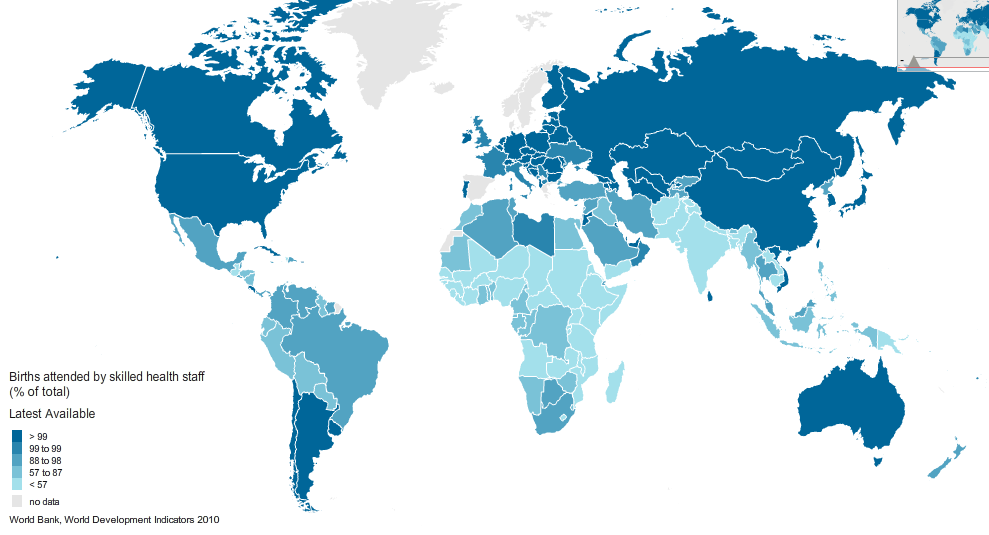 Births attended by skilled health staff
(% of total)
Latest Available
> 99
99 to 99
88 to 98
57 to 87
< 57
no data
World Bank, World Development Indicators 2010